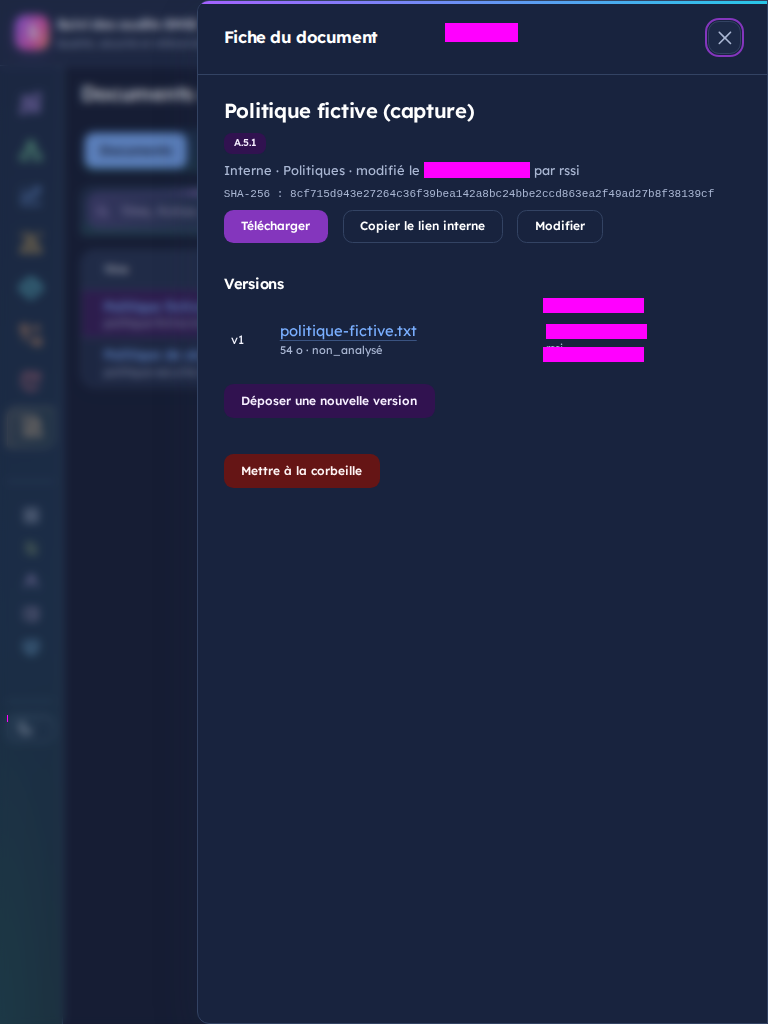 Fiche du document
Politique fictive (capture)
A.5.1
Interne · Politiques · modifié le par rssi
SHA-256 : 8cf715d943e27264c36f39bea142a8bc24bbe2ccd863ea2f49ad27b8f38139cf
Télécharger Copier le lien interne Modifier
Versions
v1 politique-fictive.txt
54 o · non_analysé
Déposer une nouvelle version
Mettre à la corbeille